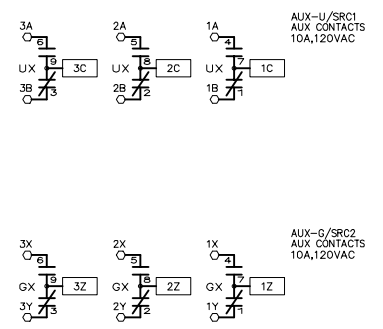 3A 2A 1A AUX-U/SRC1
AUX CONTACTS
10A,120VAC
6 5 4
9 8 7
UX 3C UX 2C UX 1C
3B 2B 1B
3 2 1
3X 2X 1X AUX-G/SRC2
AUX CONTACTS
10A,120VAC
6 5 4
9 8 7
GX 3Z GX 2Z GX 1Z
3Y 2Y 1Y
3 2 1